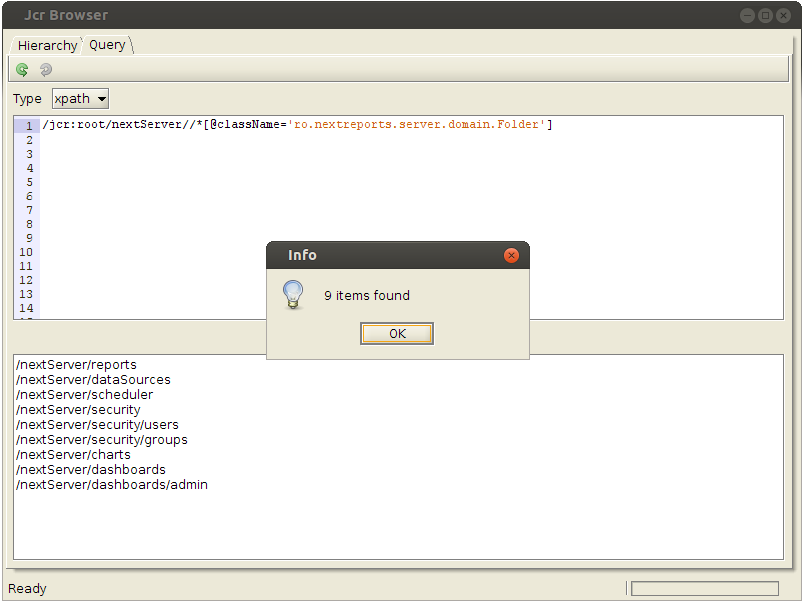 Jcr Browser
Hierarchy Query
Type xpath
1 /jcr:root/nextServer//*[@className='ro.nextreports.server.domain.Folder']
2
3
4
5
6
7
8
9
10
11
12
13
14
Info
9 items found
OK
/nextServer/reports
/nextServer/dataSources
/nextServer/scheduler
/nextServer/security
/nextServer/security/users
/nextServer/security/groups
/nextServer/charts
/nextServer/dashboards
/nextServer/dashboards/admin
Ready